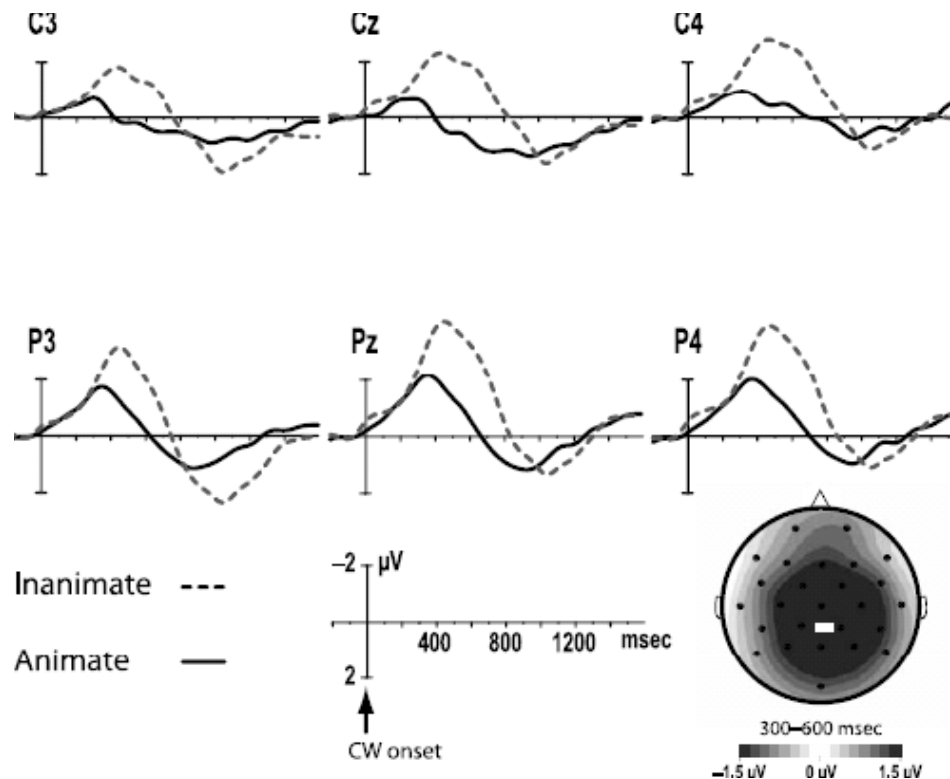 C3 Cz C4
P3 Pz P4
Inanimate
Animate
–2 µV
400 800 1200 msec
2
CW onset
300–600 msec
–1.5 µV 0 µV 1.5 µV